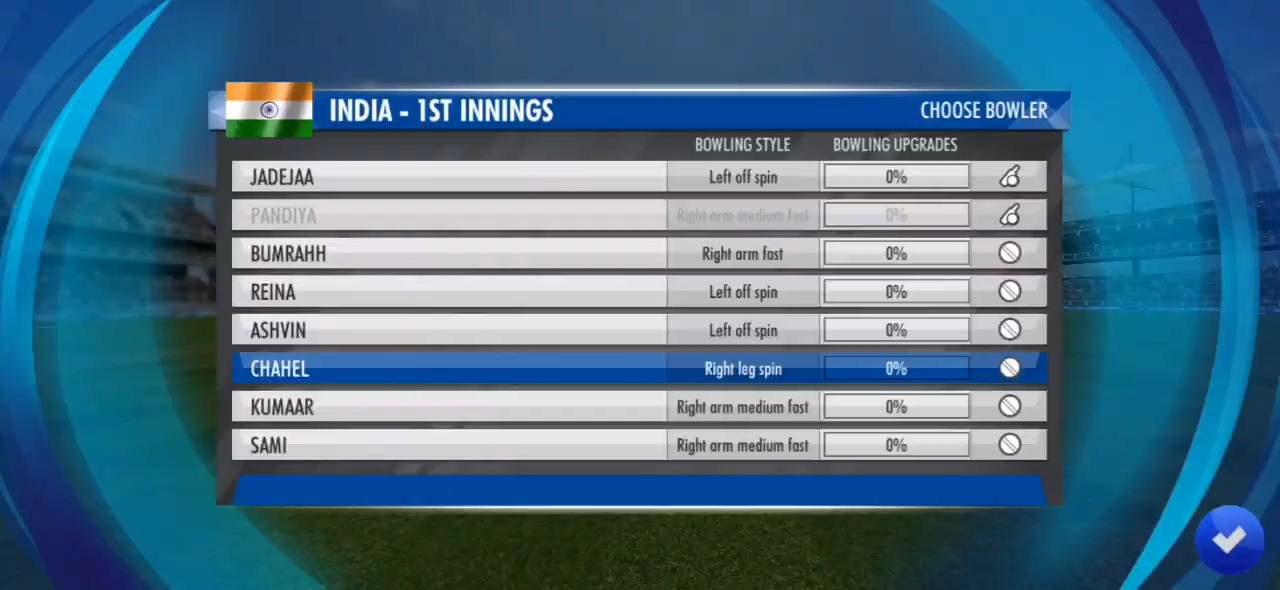 INDIA - 1ST INNINGS CHOOSE BOWLER
BOWLING STYLE BOWLING UPGRADES
JADEJAA Left off spin 0%
PANDIYA Right arm medium fast 0%
BUMRAHH Right arm fast 0%
REINA Left off spin 0%
ASHVIN Left off spin 0%
CHAHEL Right leg spin 0%
KUMAAR Right arm medium fast 0%
SAMI Right arm medium fast 0%